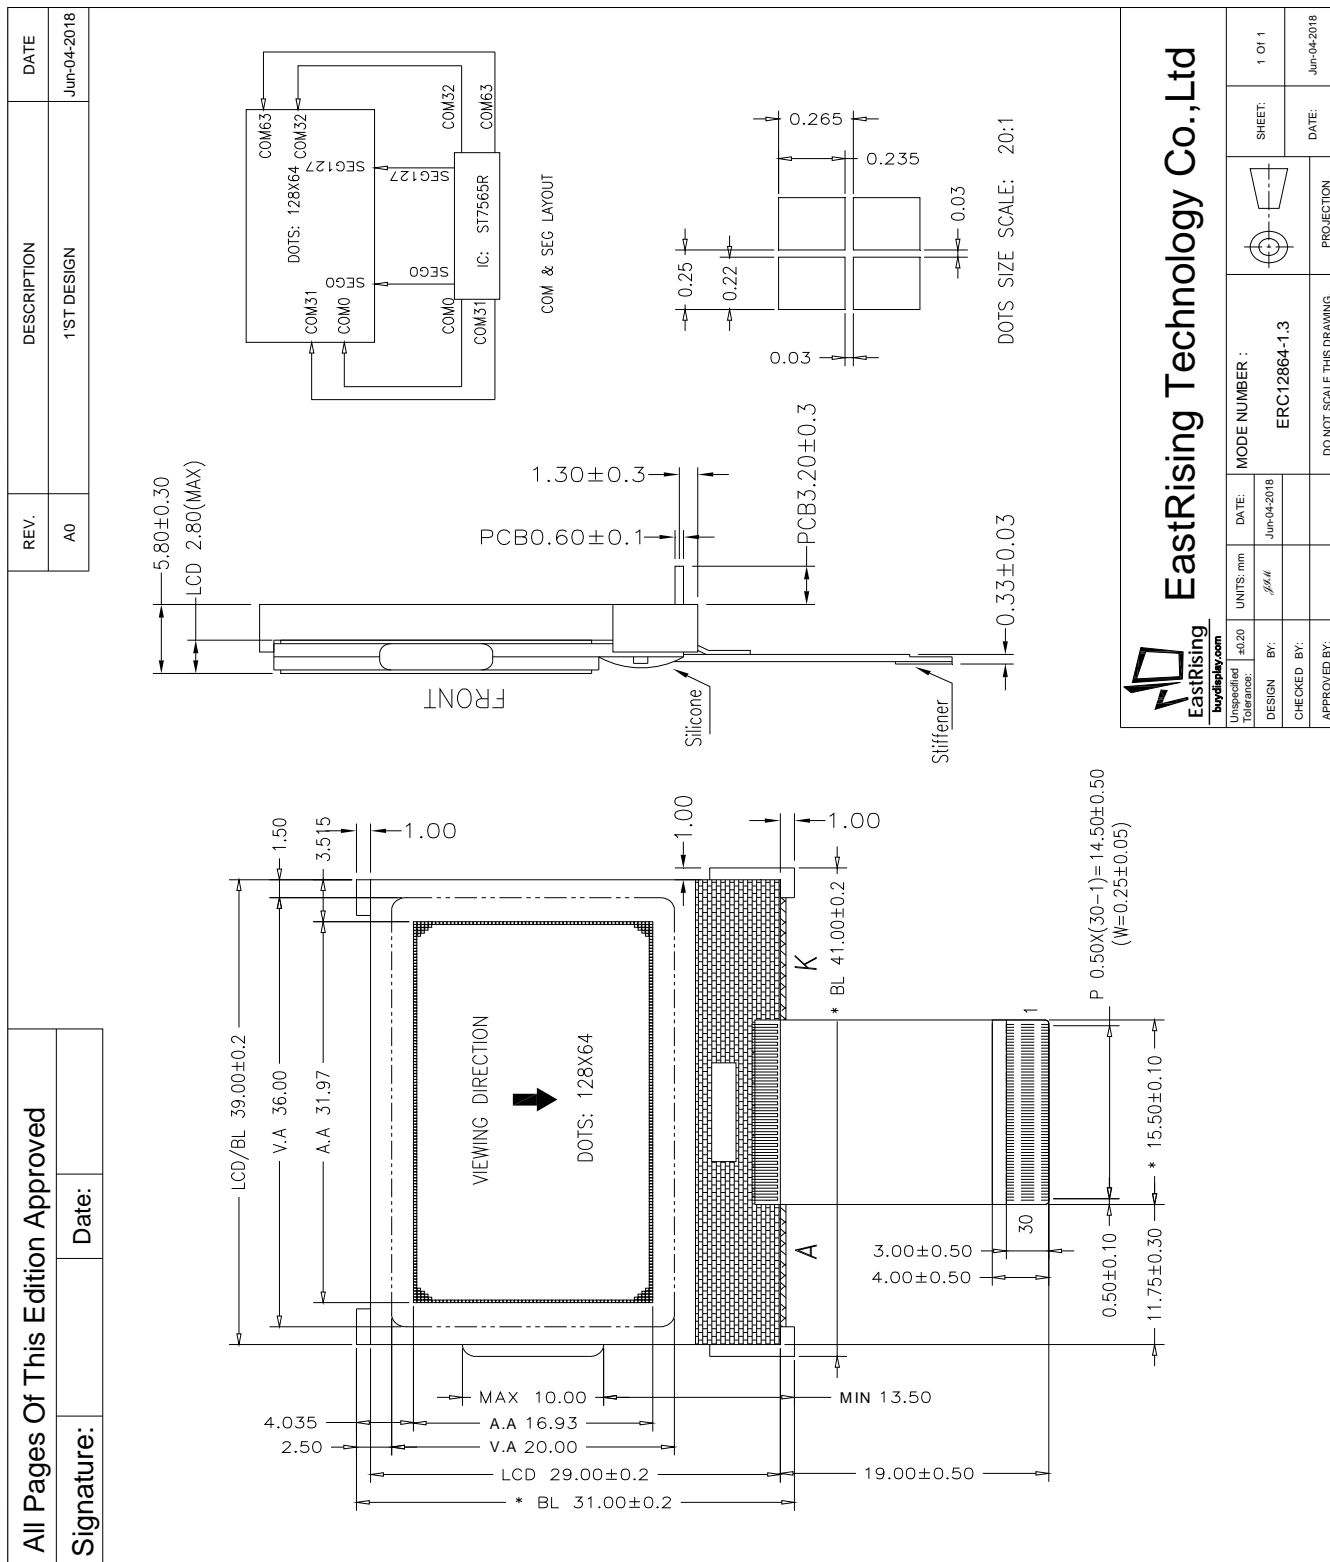 All Pages Of This Edition Approved
Signature:
Date:
REV.
DESCRIPTION
DATE
A0
1'ST DESIGN
Jun-04-2018
LCD/BL 39.00±0.2
V.A 36.00
A.A 31.97
1.50
3.515
1.00
1.00
1.00
VIEWING DIRECTION
DOTS: 128X64
A
K
* BL 41.00±0.2
MAX 10.00
MIN 13.50
4.035
A.A 16.93
2.50
V.A 20.00
LCD 29.00±0.2
19.00±0.50
* BL 31.00±0.2
3.00±0.50
4.00±0.50
30
1
P 0.50X(30-1)=14.50±0.50
(W=0.25±0.05)
0.50±0.10
11.75±0.30
* 15.50±0.10
5.80±0.30
LCD 2.80(MAX)
FRONT
1.30±0.3
PCB0.60±0.1
PCB3.20±0.3
0.33±0.03
Silicone
Stiffener
COM63
COM32
DOTS: 128X64
SEG127
SEG0
COM31
COM0
SEG127
SEG0
COM32
COM63
IC: ST7565R
COM0
COM31
COM & SEG LAYOUT
0.265
0.235
0.25
0.22
0.03
0.03
DOTS SIZE SCALE: 20:1
EastRising
buydisplay.com
EastRising Technology Co.,Ltd
Unspecified Tolerance:
±0.20
UNITS: mm
DATE:
MODE NUMBER :
SHEET:
1 Of 1
DESIGN BY:
Jun-04-2018
ERC12864-1.3
CHECKED BY:
APPROVED BY:
DO NOT SCALE THIS DRAWING
PROJECTION
DATE:
Jun-04-2018